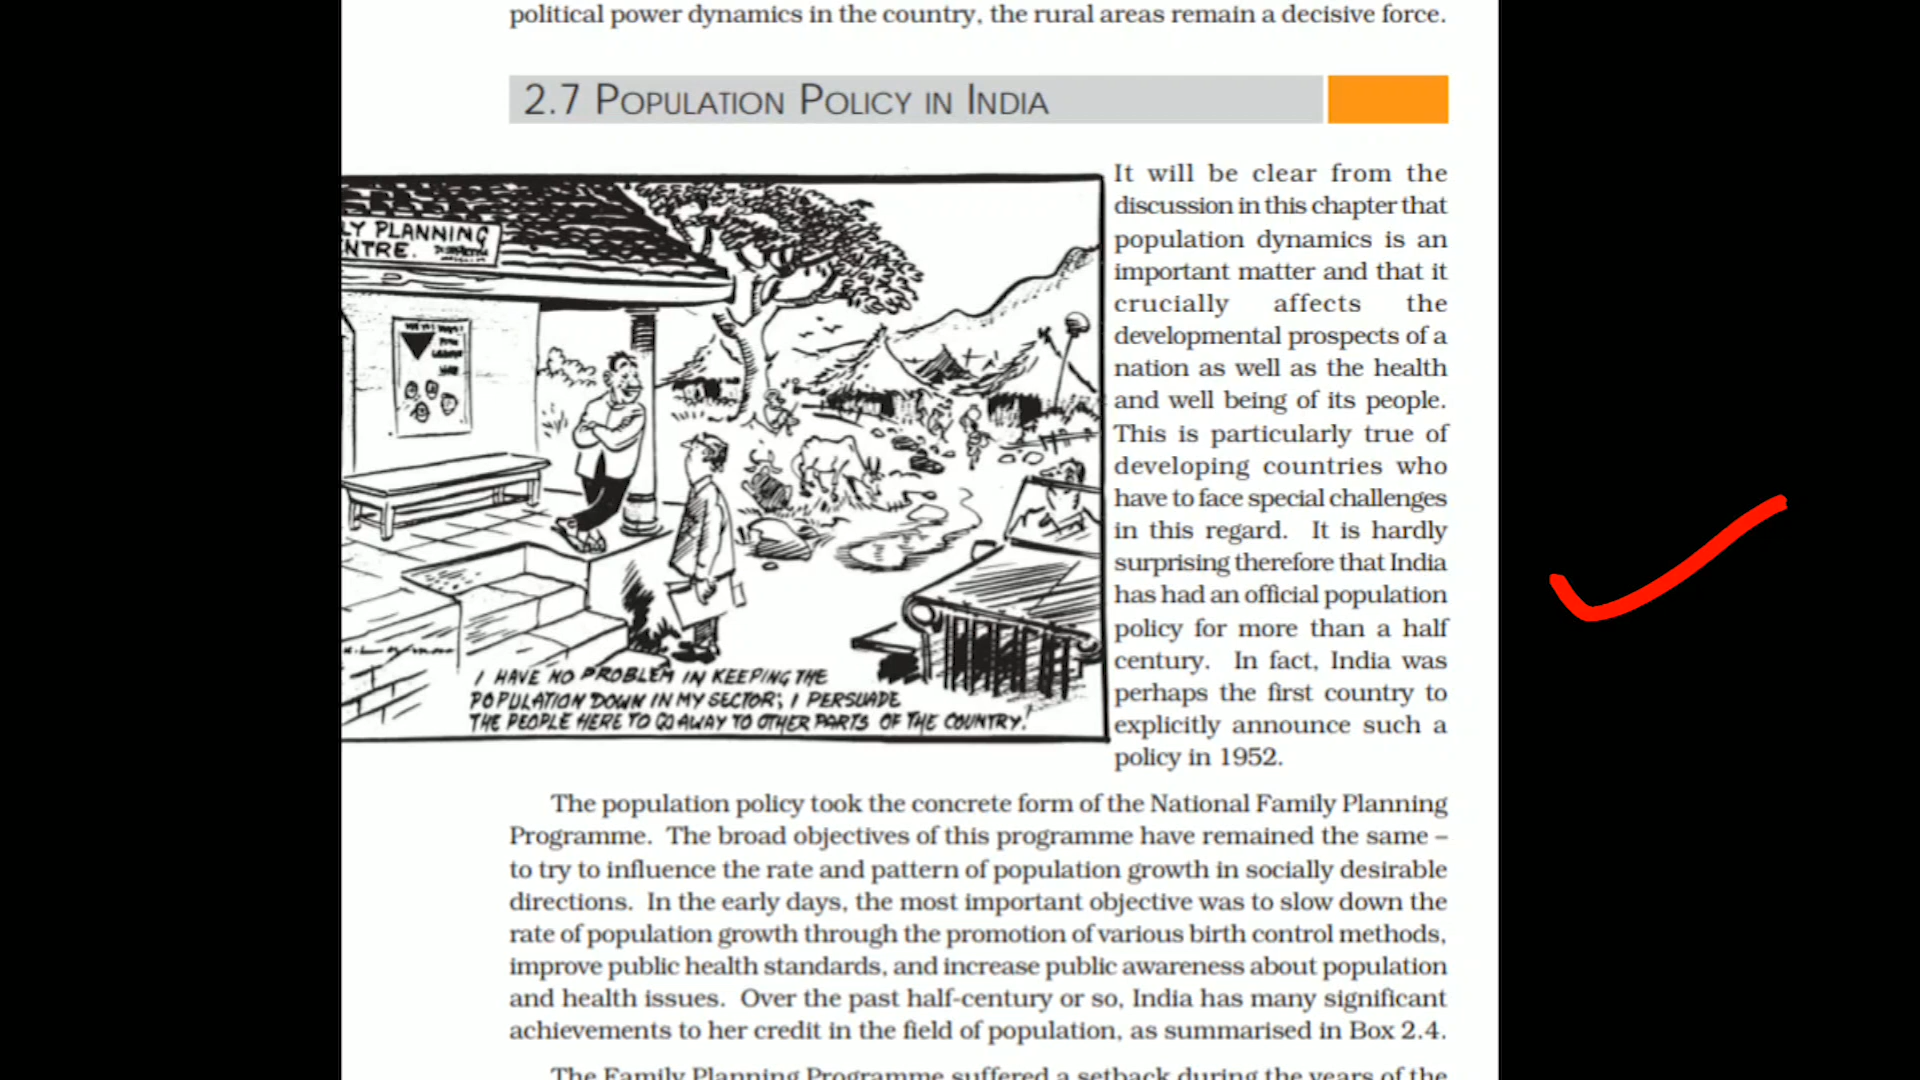 political power dynamics in the country, the rural areas remain a decisive force.
2.7 POPULATION POLICY IN INDIA
LY PLANNING
NTRE.
I HAVE NO PROBLEM IN KEEPING THE
POPULATION DOWN IN MY SECTOR; I PERSUADE
THE PEOPLE HERE TO GO AWAY TO OTHER PARTS OF THE COUNTRY!
It will be clear from the
discussion in this chapter that
population dynamics is an
important matter and that it
crucially affects the
developmental prospects of a
nation as well as the health
and well being of its people.
This is particularly true of
developing countries who
have to face special challenges
in this regard. It is hardly
surprising therefore that India
has had an official population
policy for more than a half
century. In fact, India was
perhaps the first country to
explicitly announce such a
policy in 1952.
The population policy took the concrete form of the National Family Planning
Programme. The broad objectives of this programme have remained the same –
to try to influence the rate and pattern of population growth in socially desirable
directions. In the early days, the most important objective was to slow down the
rate of population growth through the promotion of various birth control methods,
improve public health standards, and increase public awareness about population
and health issues. Over the past half-century or so, India has many significant
achievements to her credit in the field of population, as summarised in Box 2.4.
The Family Planning Programme suffered a setback during the years of the